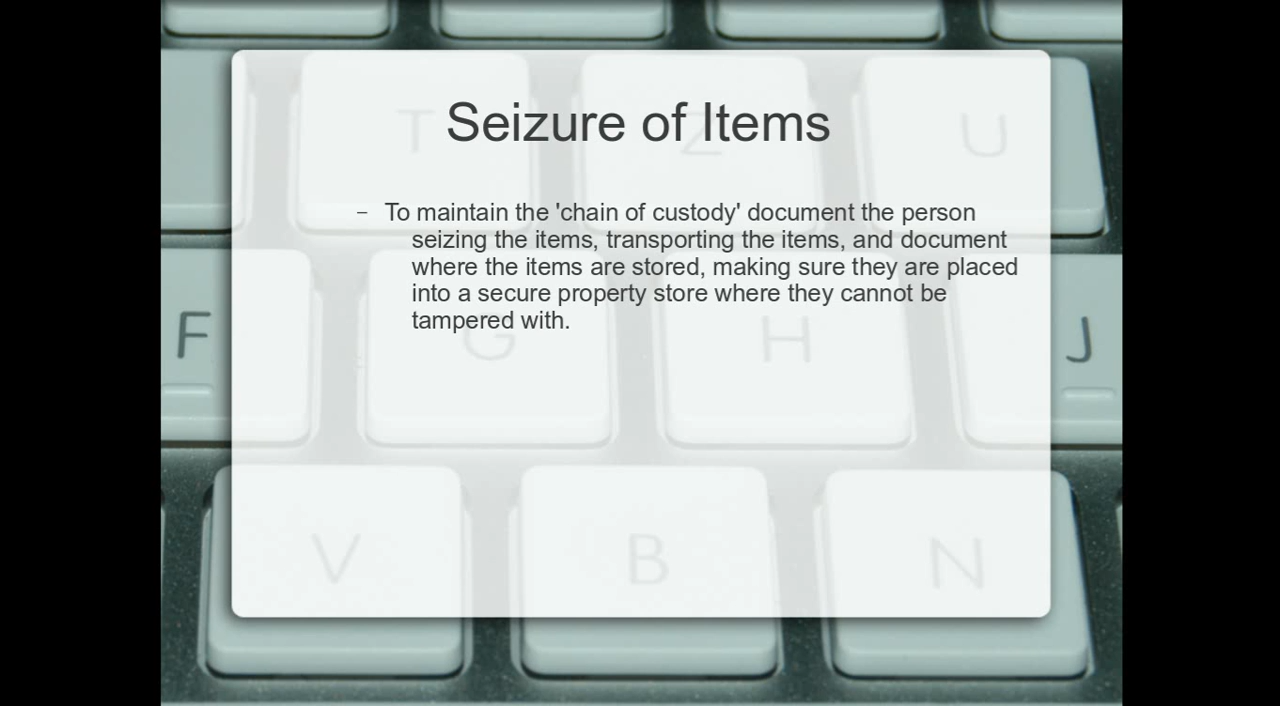 Seizure of Items
– To maintain the 'chain of custody' document the person
seizing the items, transporting the items, and document
where the items are stored, making sure they are placed
into a secure property store where they cannot be
tampered with.
T Z U
F G H J
V B N